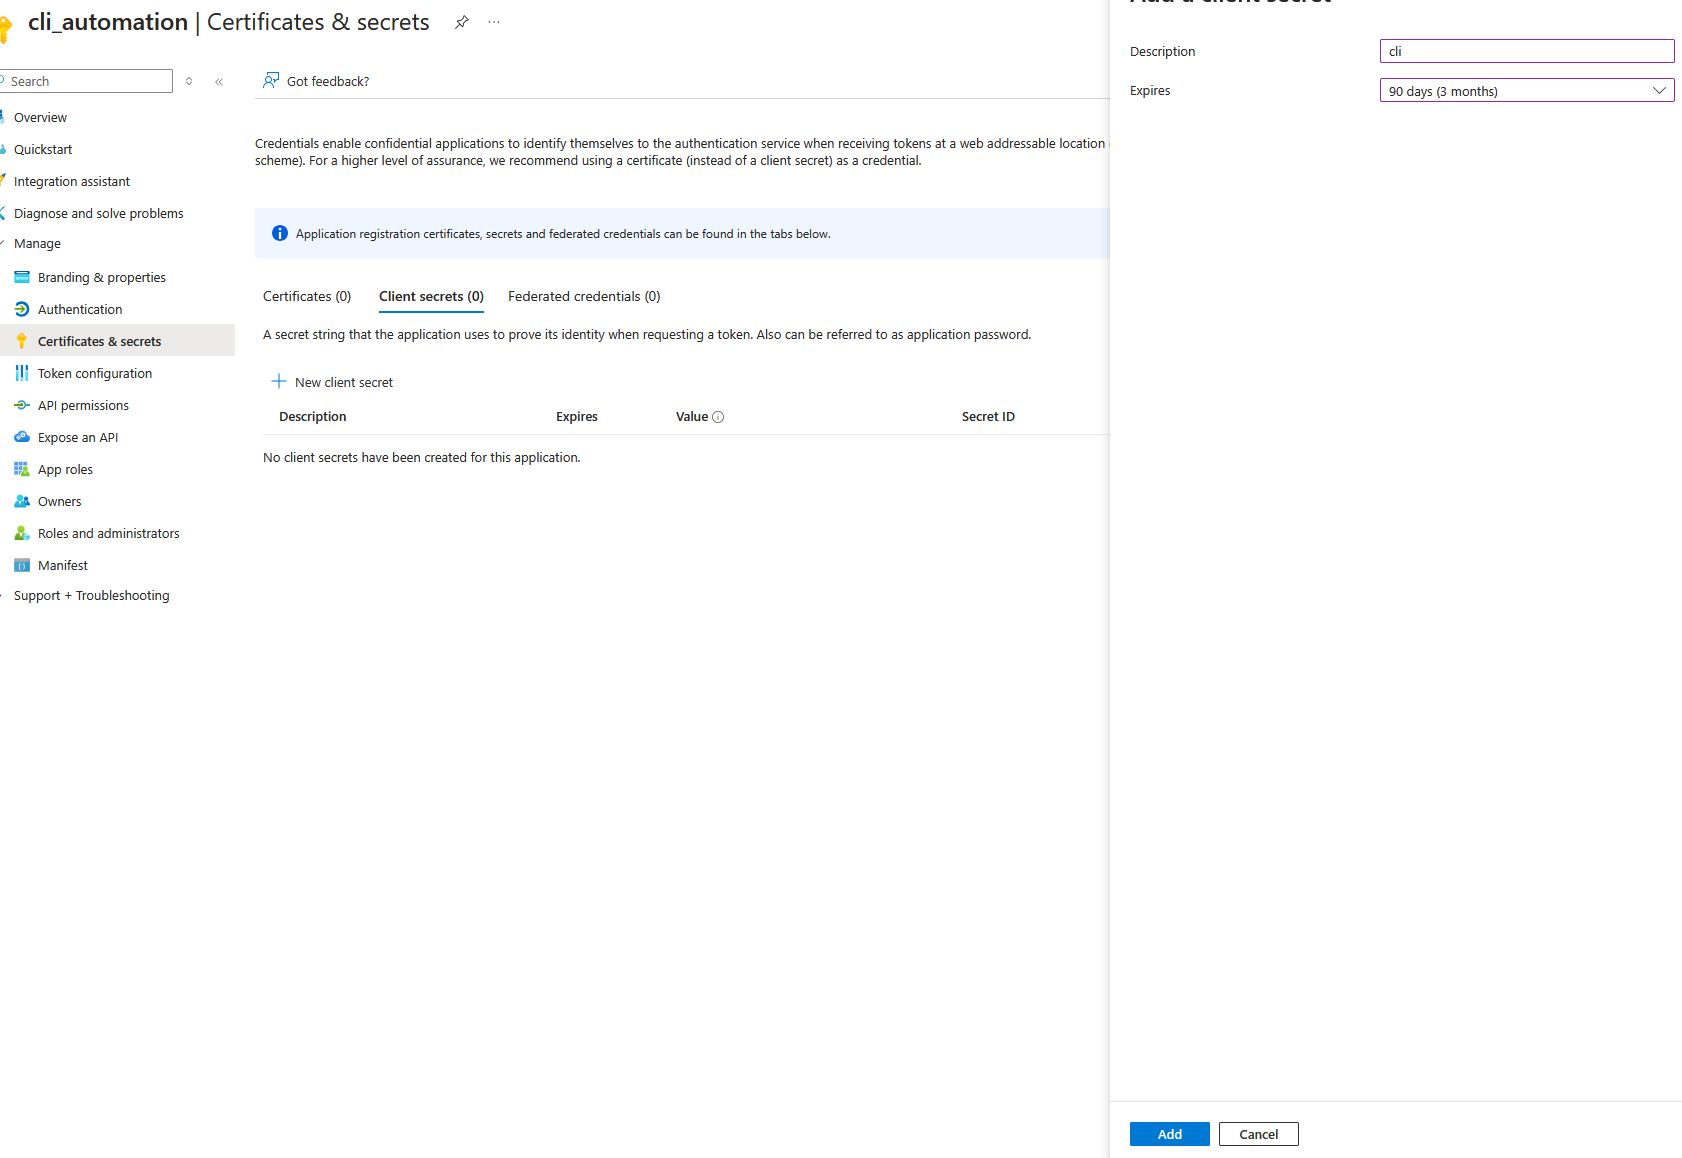 cli_automation | Certificates & secrets
Search
Got feedback?
Overview
Quickstart
Integration assistant
Diagnose and solve problems
Manage
Branding & properties
Authentication
Certificates & secrets
Token configuration
API permissions
Expose an API
App roles
Owners
Roles and administrators
Manifest
Support + Troubleshooting
Credentials enable confidential applications to identify themselves to the authentication service when receiving tokens at a web addressable location
scheme). For a higher level of assurance, we recommend using a certificate (instead of a client secret) as a credential.
Application registration certificates, secrets and federated credentials can be found in the tabs below.
Certificates (0) Client secrets (0) Federated credentials (0)
A secret string that the application uses to prove its identity when requesting a token. Also can be referred to as application password.
New client secret
Description Expires Value Secret ID
No client secrets have been created for this application.
Add a client secret
Description cli
Expires 90 days (3 months)
Add Cancel